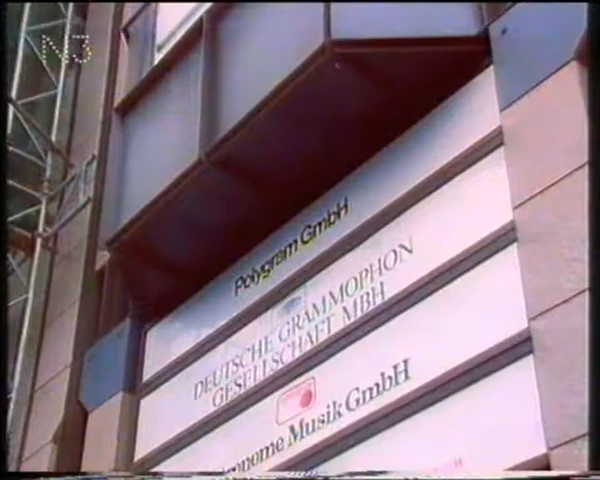 N3
Polygram GmbH
DEUTSCHE GRAMMOPHON
GESELLSCHAFT MBH
Musik GmbH